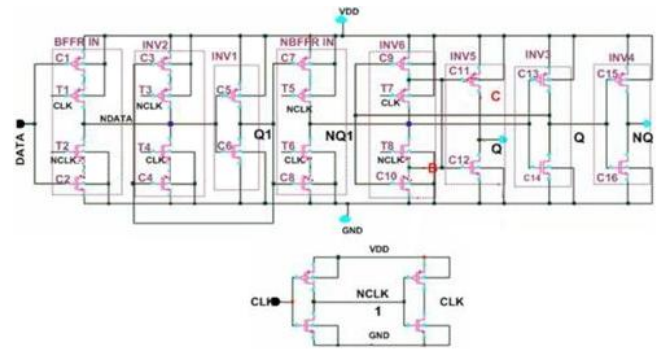 VDD
BFFR IN INV2 INV1 NBFFR IN INV6 INV5 INV3 INV4
C1 C3 C5 C7 C9 C11 C C13 C15
T1 T3 T5 T7
CLK NCLK NCLK CLK
DATA NDATA Q1 NQ1 Q Q NQ
T2 T4 C6 T6 T8
NCLK CLK CLK NCLK B C12
C2 C4 C8 C10 C14 C16
GND
VDD
CLK NCLK CLK
1
GND